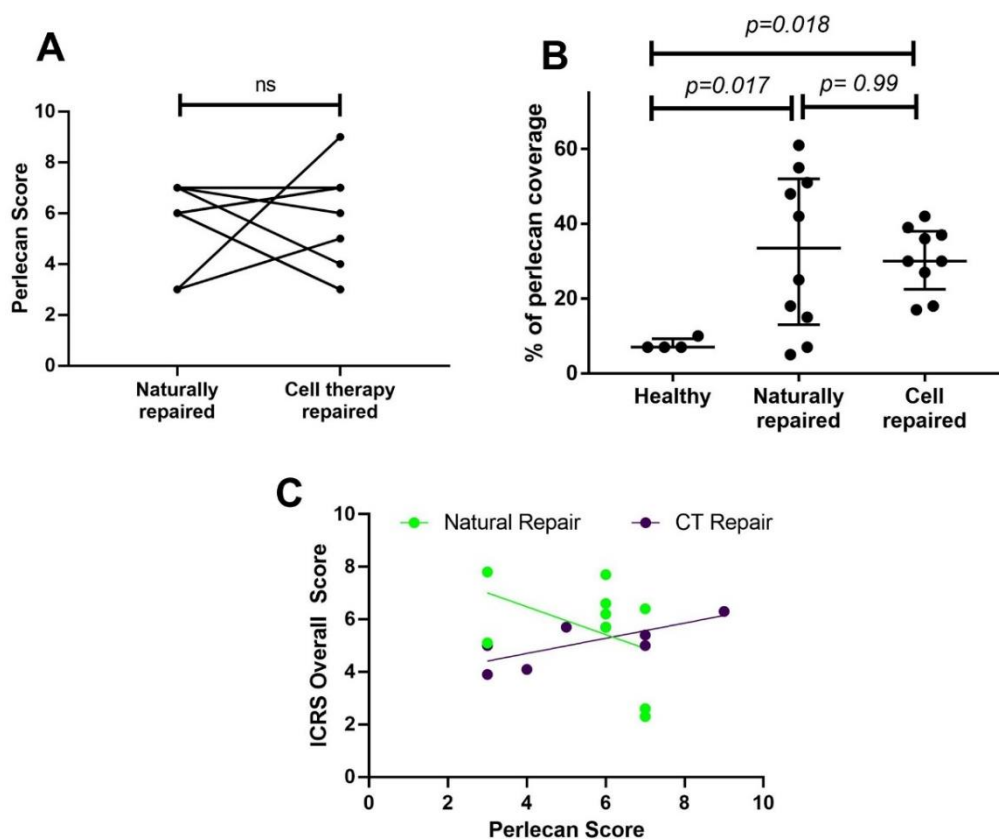 A
ns
Perlecan Score
10
8
6
4
2
0
Naturally
repaired
Cell therapy
repaired
B
p=0.018
p=0.017
p= 0.99
% of perlecan coverage
60
40
20
0
Healthy
Naturally
repaired
Cell
repaired
C
Natural Repair
CT Repair
ICRS Overall Score
10
8
6
4
2
0
0
2
4
6
8
10
Perlecan Score